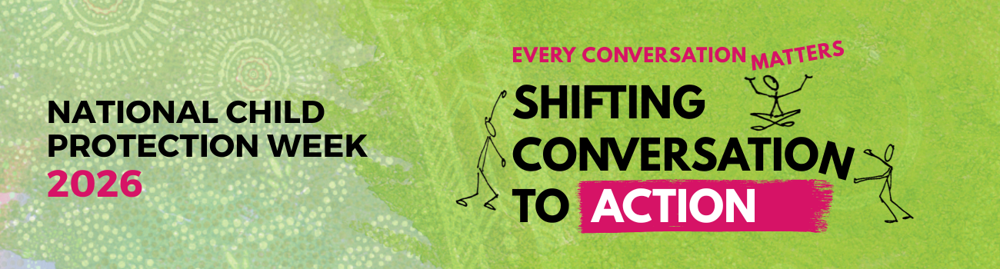 NATIONAL CHILD
PROTECTION WEEK
2026
EVERY CONVERSATION MATTERS
SHIFTING
CONVERSATION
TO ACTION